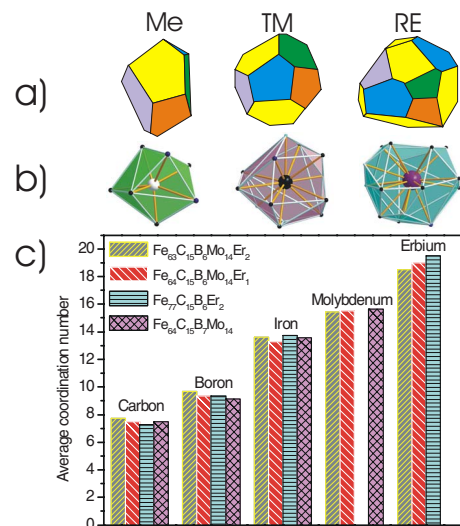 Me TM RE
a)
b)
c)
Fe63C15B6Mo14Er2
Fe64C15B6Mo14Er1
Fe77C15B6Er2
Fe64C15B7Mo14
Erbium
Molybdenum
Iron
Boron
Carbon
Average coordination number
20
18
16
14
12
10
8
6
4
2
0